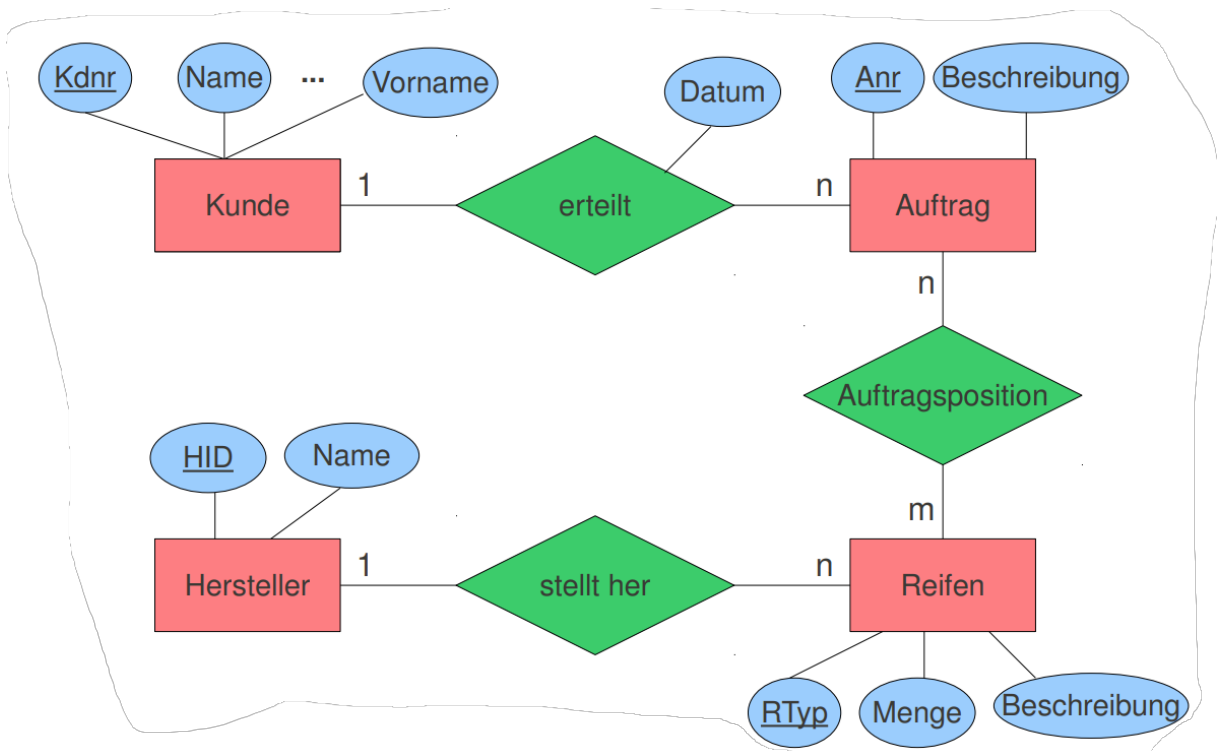 Kdnr Name ... Vorname Datum Anr Beschreibung
Kunde 1 erteilt n Auftrag
n
Auftragsposition
HID Name
m
Hersteller 1 stellt her n Reifen
RTyp Menge Beschreibung